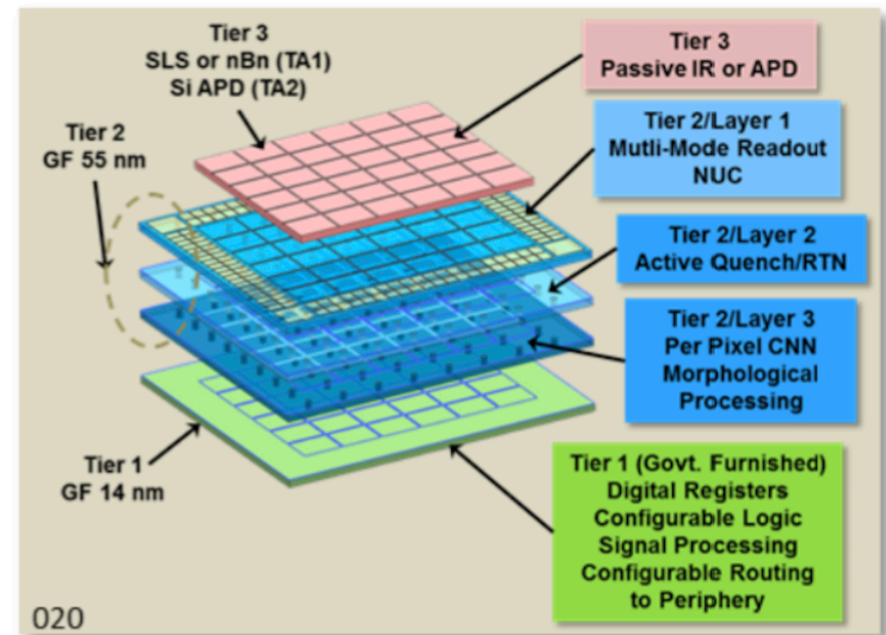 Tier 3
SLS or nBn (TA1)
Si APD (TA2)
Tier 3
Passive IR or APD
Tier 2
GF 55 nm
Tier 2/Layer 1
Mutli-Mode Readout
NUC
Tier 2/Layer 2
Active Quench/RTN
Tier 2/Layer 3
Per Pixel CNN
Morphological
Processing
Tier 1
GF 14 nm
Tier 1 (Govt. Furnished)
Digital Registers
Configurable Logic
Signal Processing
Configurable Routing
to Periphery
020